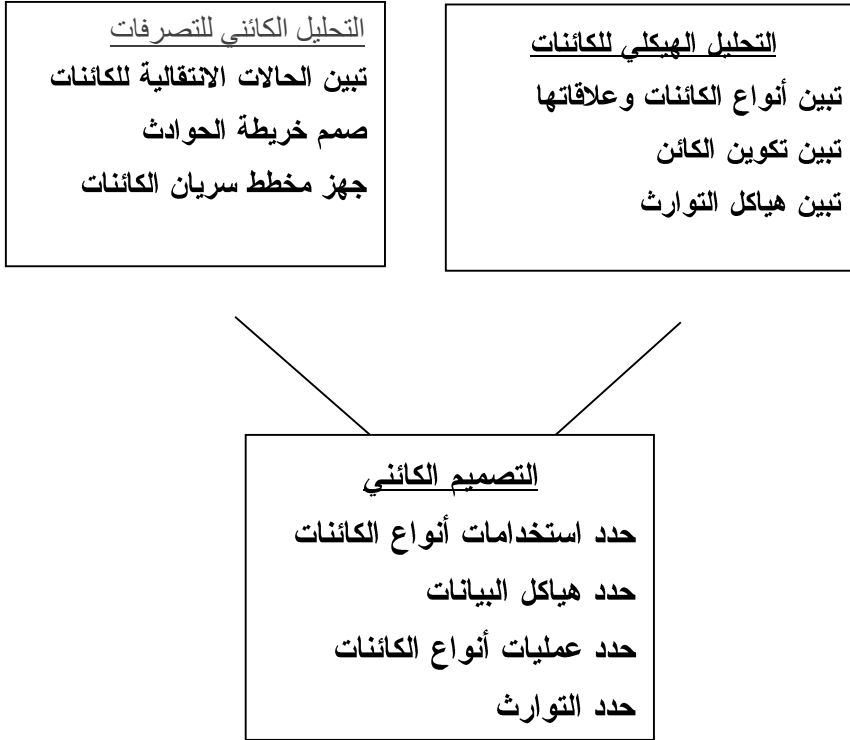 التحليل الهيكلي للكائنات
تبين أنواع الكائنات وعلاقاتها
تبين تكوين الكائن
تبين هياكل التوارث
التحليل الكائني للتصرفات
تبين الحالات الانتقالية للكائنات
صمم خريطة الحوادث
جهز مخطط سريان الكائنات
التصميم الكائني
حدد استخدامات أنواع الكائنات
حدد هياكل البيانات
حدد عمليات أنواع الكائنات
حدد التوارث